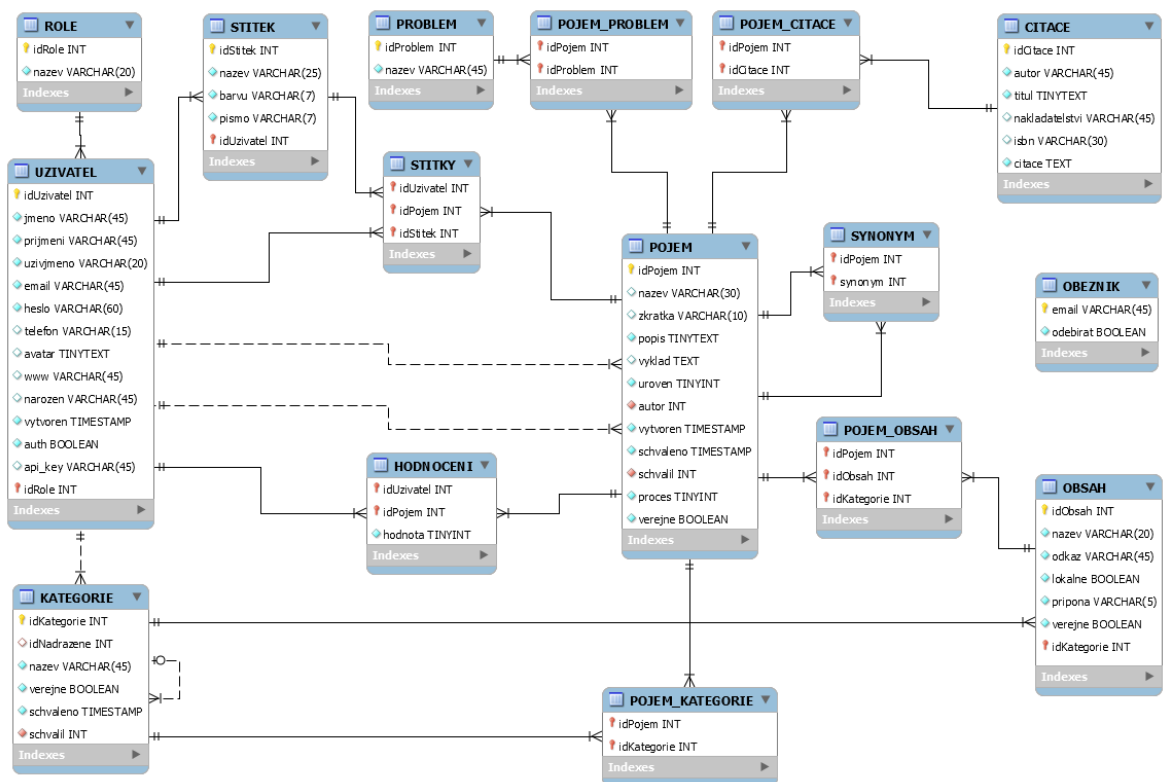 ROLE
idRole INT
nazev VARCHAR(20)
Indexes
STITEK
idStitek INT
nazev VARCHAR(25)
barvu VARCHAR(7)
pismo VARCHAR(7)
idUzivatel INT
Indexes
PROBLEM
idProblem INT
nazev VARCHAR(45)
Indexes
POJEM_PROBLEM
idPojem INT
idProblem INT
Indexes
POJEM_CITACE
idPojem INT
idCitace INT
Indexes
CITACE
idCitace INT
autor VARCHAR(45)
titul TINYTEXT
nakladatelstvi VARCHAR(45)
isbn VARCHAR(30)
citace TEXT
Indexes
UZIVATEL
idUzivatel INT
jmeno VARCHAR(45)
prijmeni VARCHAR(45)
uzivjmeno VARCHAR(20)
email VARCHAR(45)
heslo VARCHAR(60)
telefon VARCHAR(15)
avatar TINYTEXT
www VARCHAR(45)
narozen VARCHAR(45)
vytvoren TIMESTAMP
auth BOOLEAN
api_key VARCHAR(45)
idRole INT
Indexes
STITKY
idUzivatel INT
idPojem INT
idStitek INT
Indexes
POJEM
idPojem INT
nazev VARCHAR(30)
zkratka VARCHAR(10)
popis TINYTEXT
vyklad TEXT
uroven TINYINT
autor INT
vytvoren TIMESTAMP
schvaleno TIMESTAMP
schvalil INT
proces TINYINT
verejne BOOLEAN
Indexes
SYNONYM
idPojem INT
synonym INT
Indexes
OBEZNIK
email VARCHAR(45)
odebirat BOOLEAN
Indexes
HODNOCENI
idUzivatel INT
idPojem INT
hodnota TINYINT
Indexes
POJEM_OBSAH
idPojem INT
idObsah INT
idKategorie INT
Indexes
OBSAH
idObsah INT
nazev VARCHAR(20)
odkaz VARCHAR(45)
lokalne BOOLEAN
pripona VARCHAR(5)
verejne BOOLEAN
idKategorie INT
Indexes
KATEGORIE
idKategorie INT
idNadrazene INT
nazev VARCHAR(45)
verejne BOOLEAN
schvaleno TIMESTAMP
schvalil INT
Indexes
POJEM_KATEGORIE
idPojem INT
idKategorie INT
Indexes